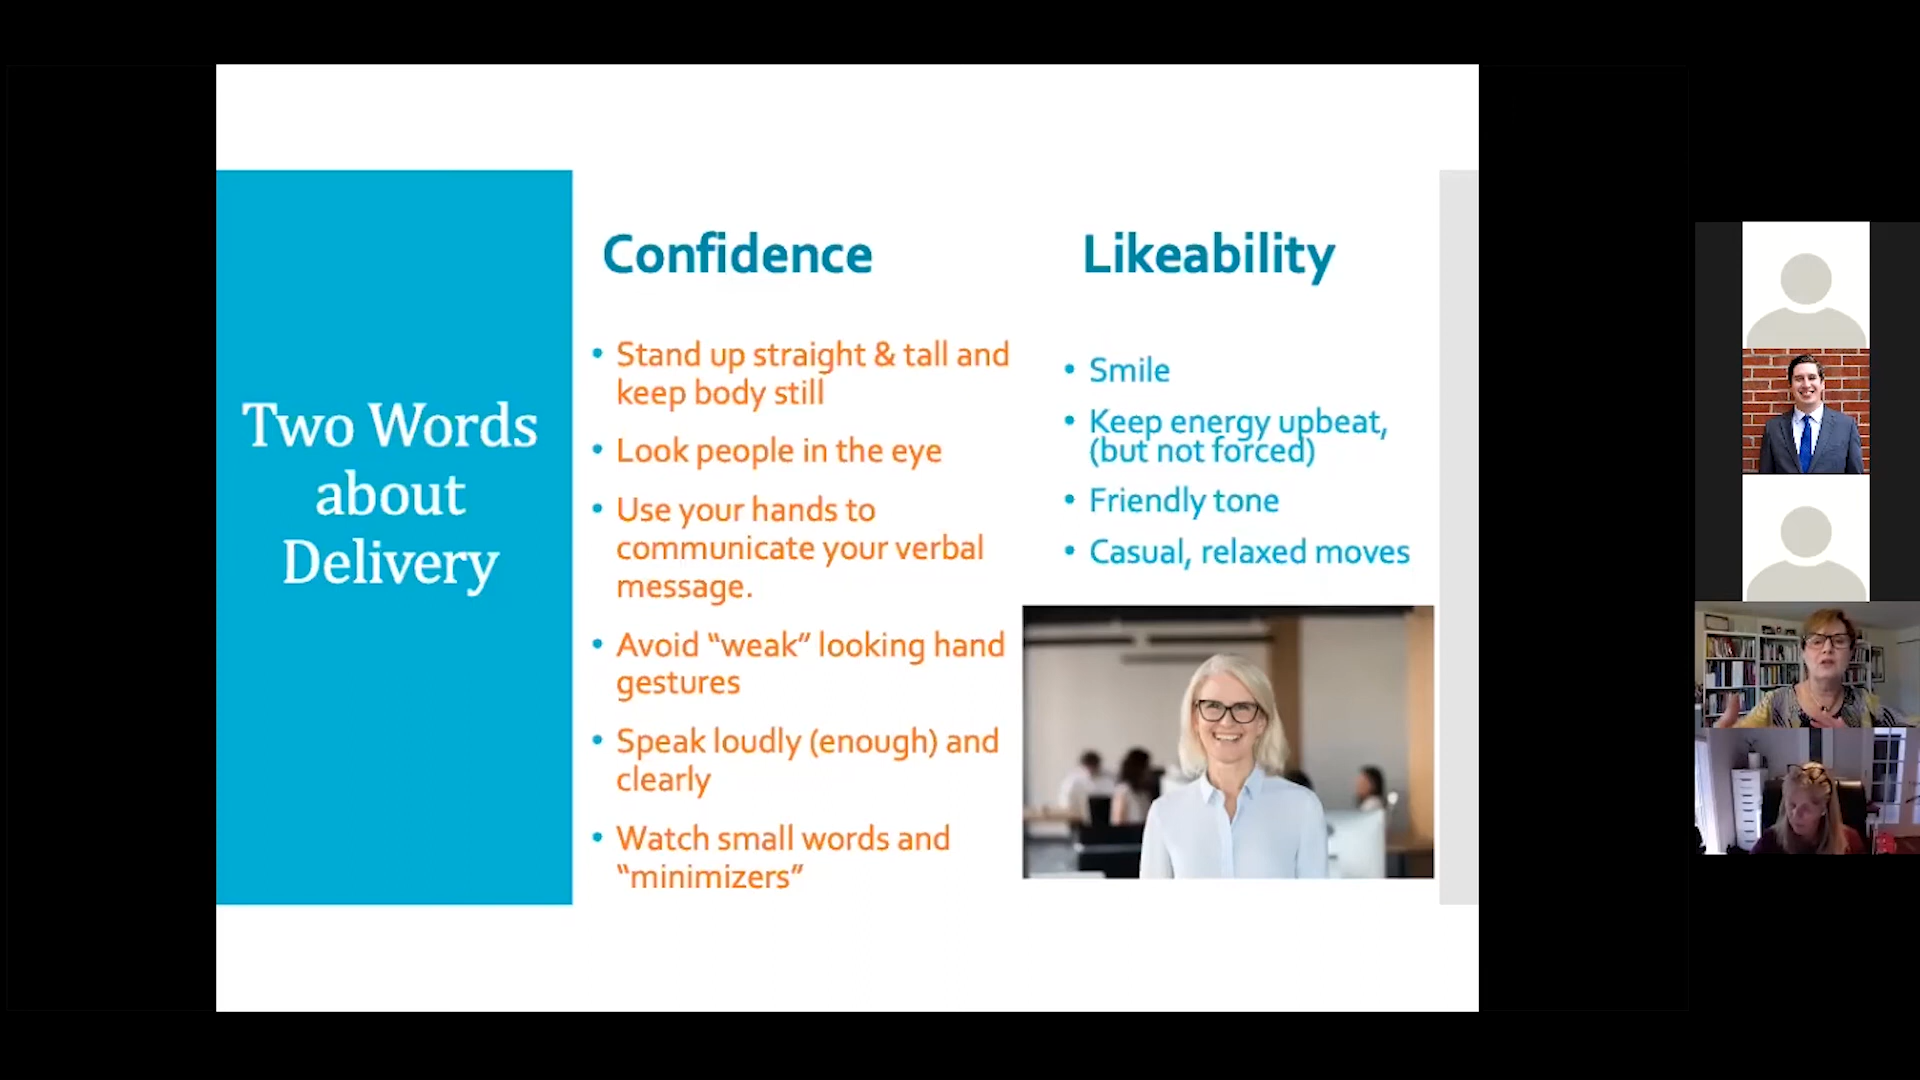 Two Words
about
Delivery
Confidence
• Stand up straight & tall and
keep body still
• Look people in the eye
• Use your hands to
communicate your verbal
message.
• Avoid “weak” looking hand
gestures
• Speak loudly (enough) and
clearly
• Watch small words and
“minimizers”
Likeability
• Smile
• Keep energy upbeat,
(but not forced)
• Friendly tone
• Casual, relaxed moves